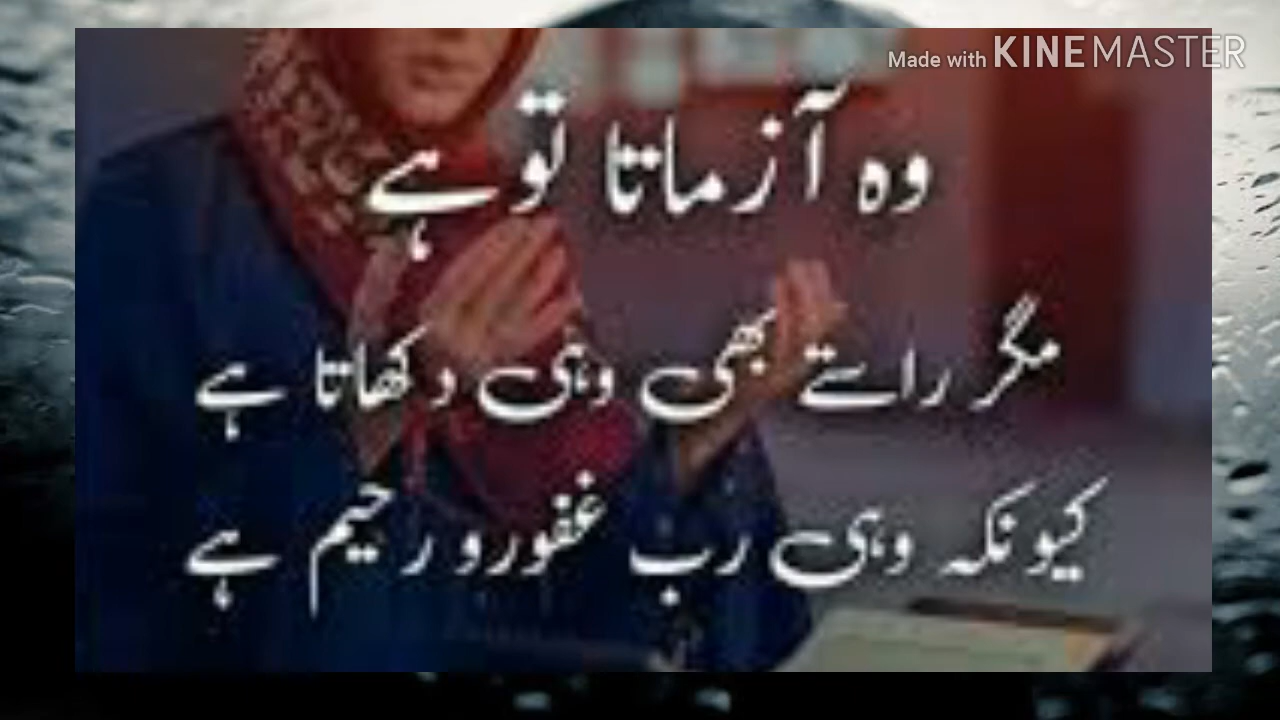 Made with KINEMASTER
وہ آزماتا تو ہے
مگر راستے بھی وہی دکھاتا ہے
کیونکہ وہی رب غفور و رحیم ہے